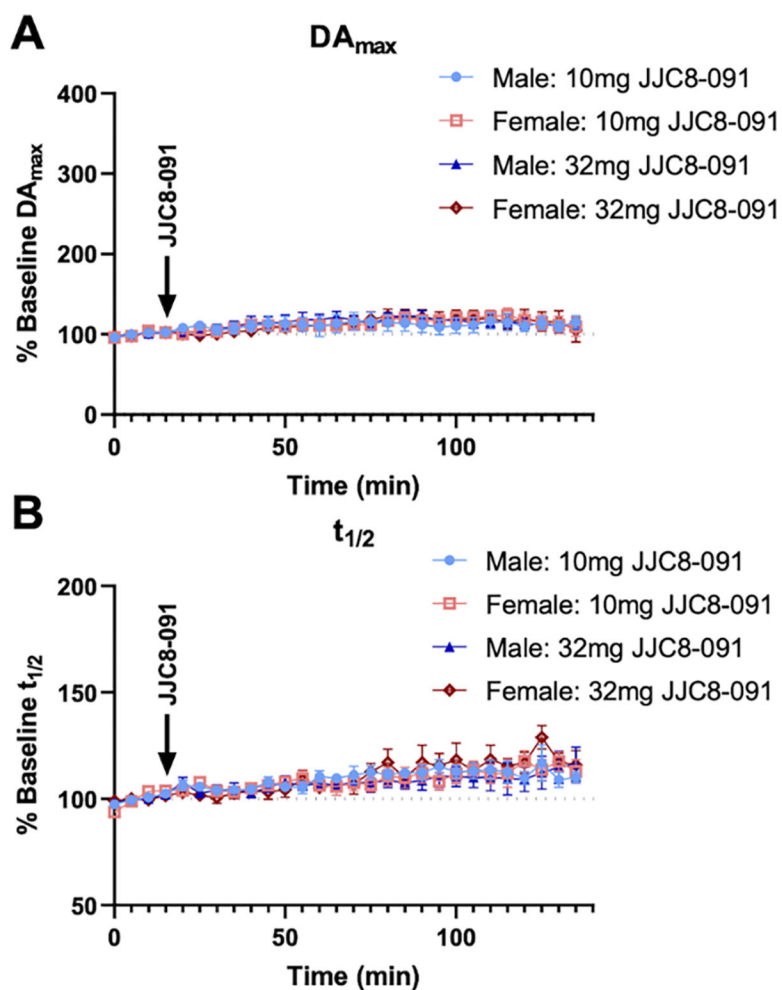 A
DAmax
Male: 10mg JJC8-091
Female: 10mg JJC8-091
Male: 32mg JJC8-091
Female: 32mg JJC8-091
% Baseline DAmax
400
300
200
100
0
JJC8-091
0
50
100
Time (min)
B
t1/2
Male: 10mg JJC8-091
Female: 10mg JJC8-091
Male: 32mg JJC8-091
Female: 32mg JJC8-091
% Baseline t1/2
200
150
100
50
JJC8-091
0
50
100
Time (min)